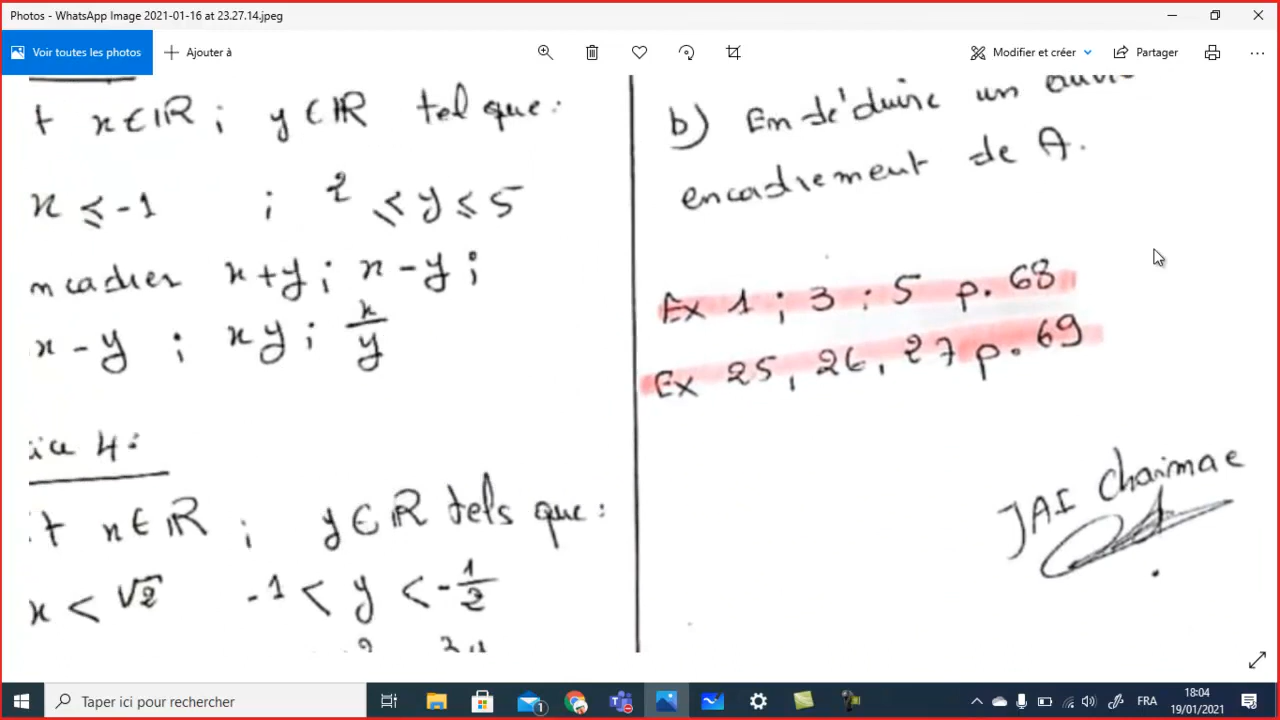 Photos - WhatsApp Image 2021-01-16 at 23.27.14.jpeg
Voir toutes les photos
Ajouter à
Modifier et créer
Partager
t x∈ℝ ; y∈ℝ tel que:
x ≤ -1 ; 2 ≤ y ≤ 5
ncadrer x+y ; x-y ;
x-y ; xy ; x/y
ice 4:
t x∈ℝ ; y∈ℝ tels que :
x < √2 -1 < y < -1/2
b) En déduire un
encadrement de A.
Ex 1 ; 3 ; 5 p. 68
Ex 25, 26, 27 p. 69
JAI Chaimae
Taper ici pour rechercher
1
FRA
18:04
19/01/2021